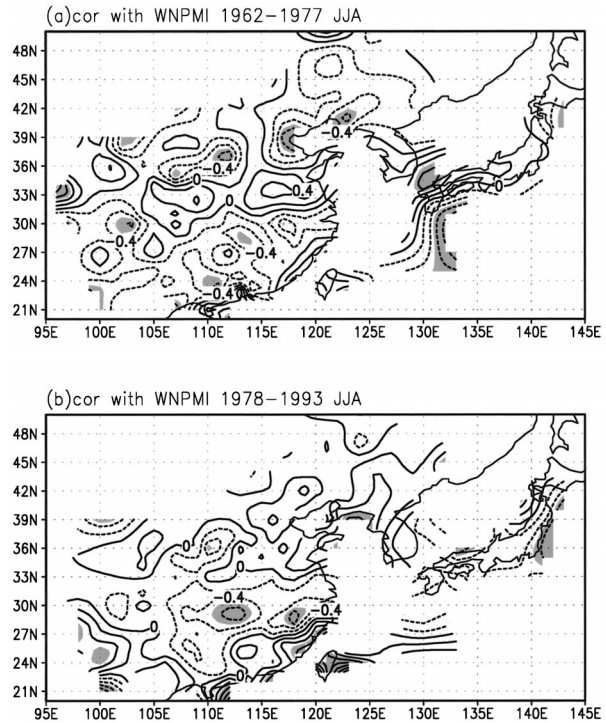 (a)cor with WNPMI 1962-1977 JJA
48N
45N
42N
39N
36N
33N
30N
27N
24N
21N
-0.4
-0.4
0
0
0.4
0
-0.4
-0.4
-0.4
95E 100E 105E 110E 115E 120E 125E 130E 135E 140E 145E
(b)cor with WNPMI 1978-1993 JJA
48N
45N
42N
39N
36N
33N
30N
27N
24N
21N
0
0
-0.4
-0.4
0
0
95E 100E 105E 110E 115E 120E 125E 130E 135E 140E 145E